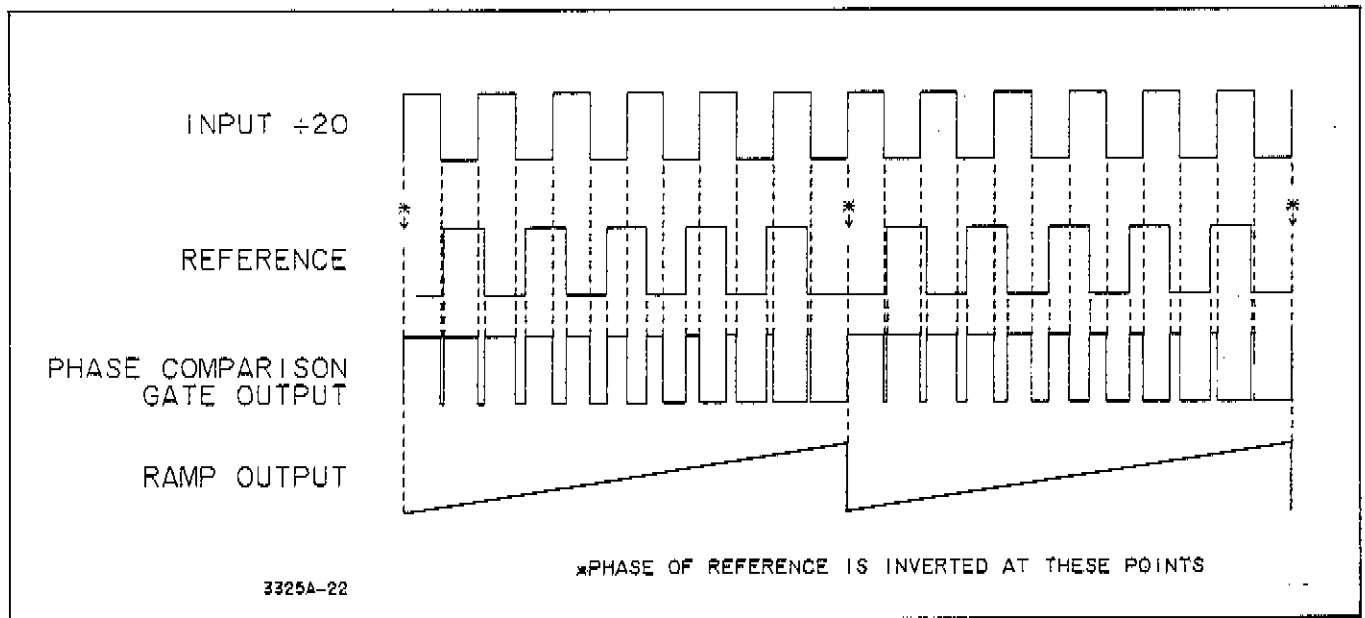 INPUT ÷20
*
*
*
REFERENCE
PHASE COMPARISON
GATE OUTPUT
RAMP OUTPUT
*PHASE OF REFERENCE IS INVERTED AT THESE POINTS
3325A-22